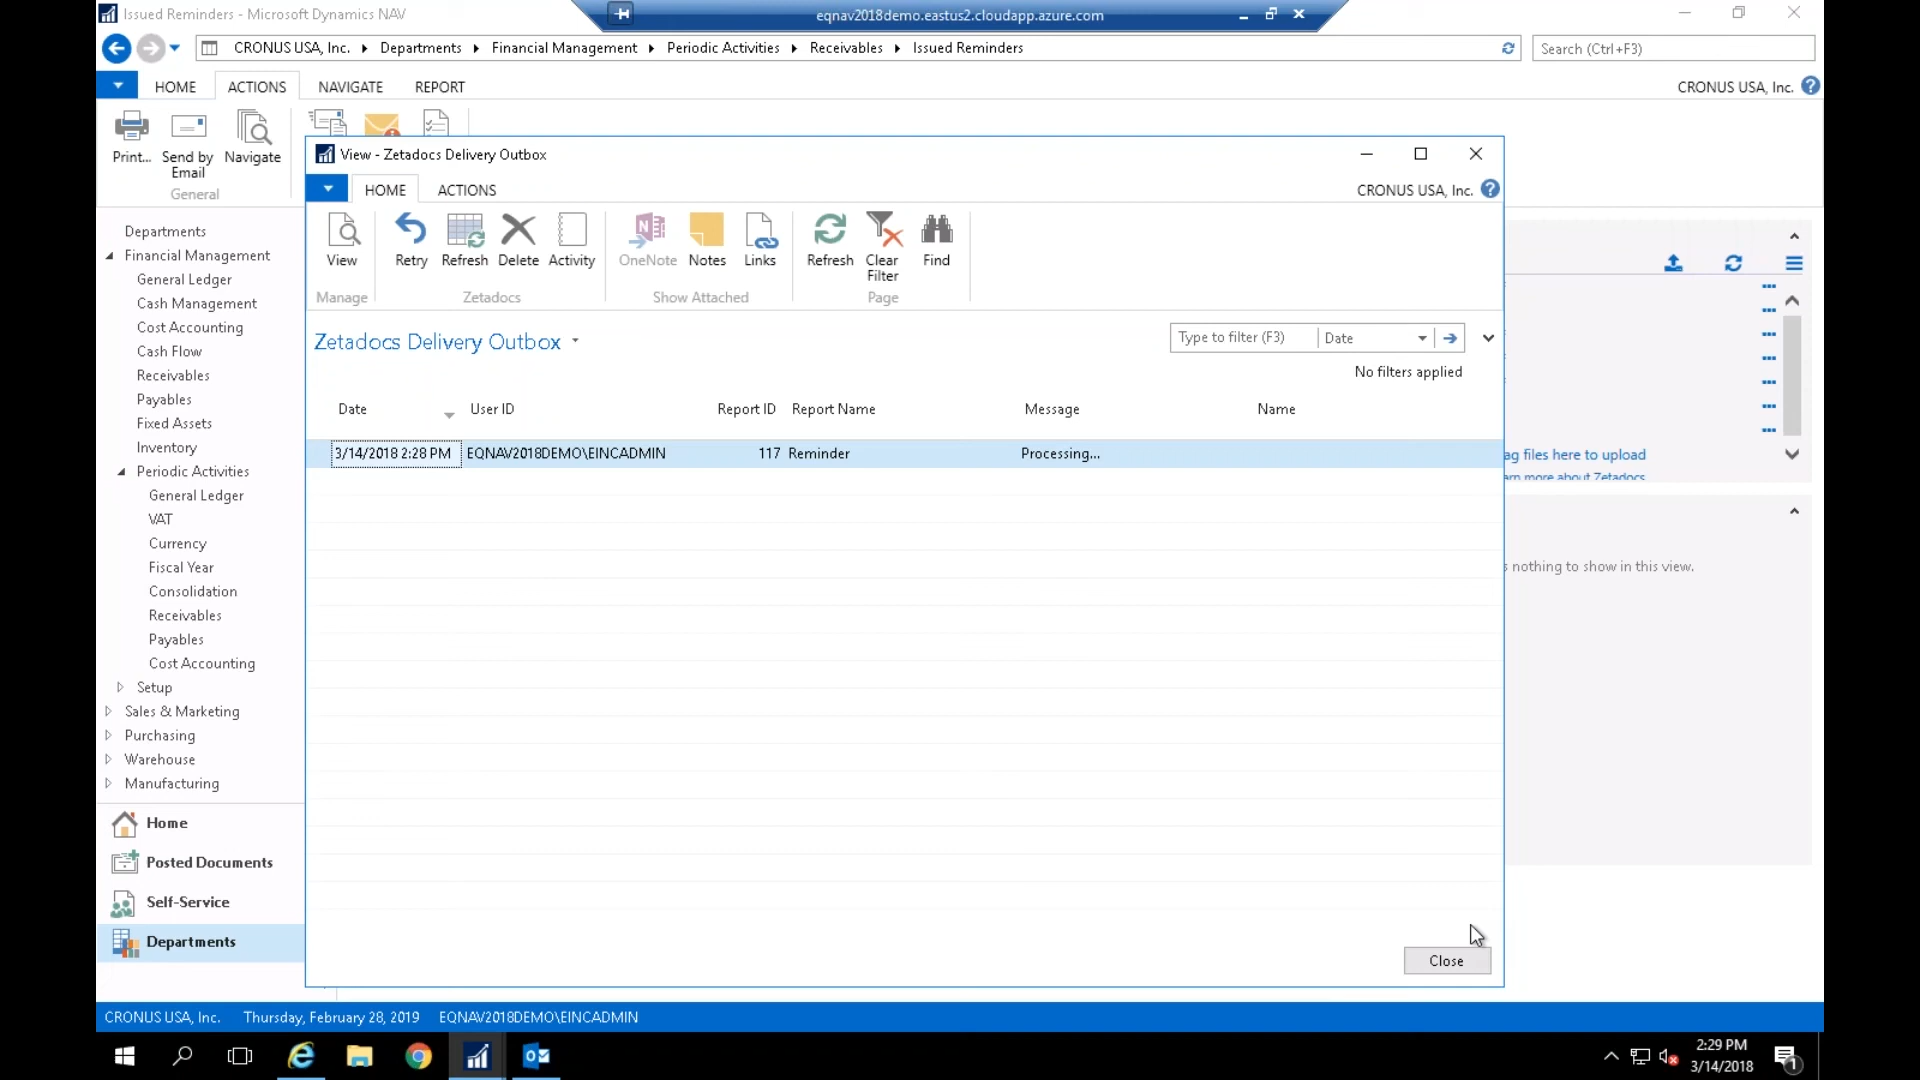 Issued Reminders - Microsoft Dynamics NAV
eqnav2018demo.eastus2.cloudapp.azure.com
CRONUS USA, Inc. Departments Financial Management Periodic Activities Receivables Issued Reminders
Search (Ctrl+F3)
HOME ACTIONS NAVIGATE REPORT
CRONUS USA, Inc.
Print...
Send by
Email
Navigate
General
View - Zetadocs Delivery Outbox
HOME ACTIONS
CRONUS USA, Inc.
View Retry Refresh Delete Activity OneNote Notes Links Refresh Clear
Filter
Find
Manage Zetadocs Show Attached Page
Zetadocs Delivery Outbox
Type to filter (F3) Date
No filters applied
Date User ID Report ID Report Name Message Name
3/14/2018 2:28 PM EQNAV2018DEMO\EINCADMIN 117 Reminder Processing...
Close
Departments
Financial Management
General Ledger
Cash Management
Cost Accounting
Cash Flow
Receivables
Payables
Fixed Assets
Inventory
Periodic Activities
General Ledger
VAT
Currency
Fiscal Year
Consolidation
Receivables
Payables
Cost Accounting
Setup
Sales & Marketing
Purchasing
Warehouse
Manufacturing
Home
Posted Documents
Self-Service
Departments
ag files here to upload
arn more about Zetadocs
s nothing to show in this view.
CRONUS USA, Inc. Thursday, February 28, 2019 EQNAV2018DEMO\EINCADMIN
2:29 PM
3/14/2018
1